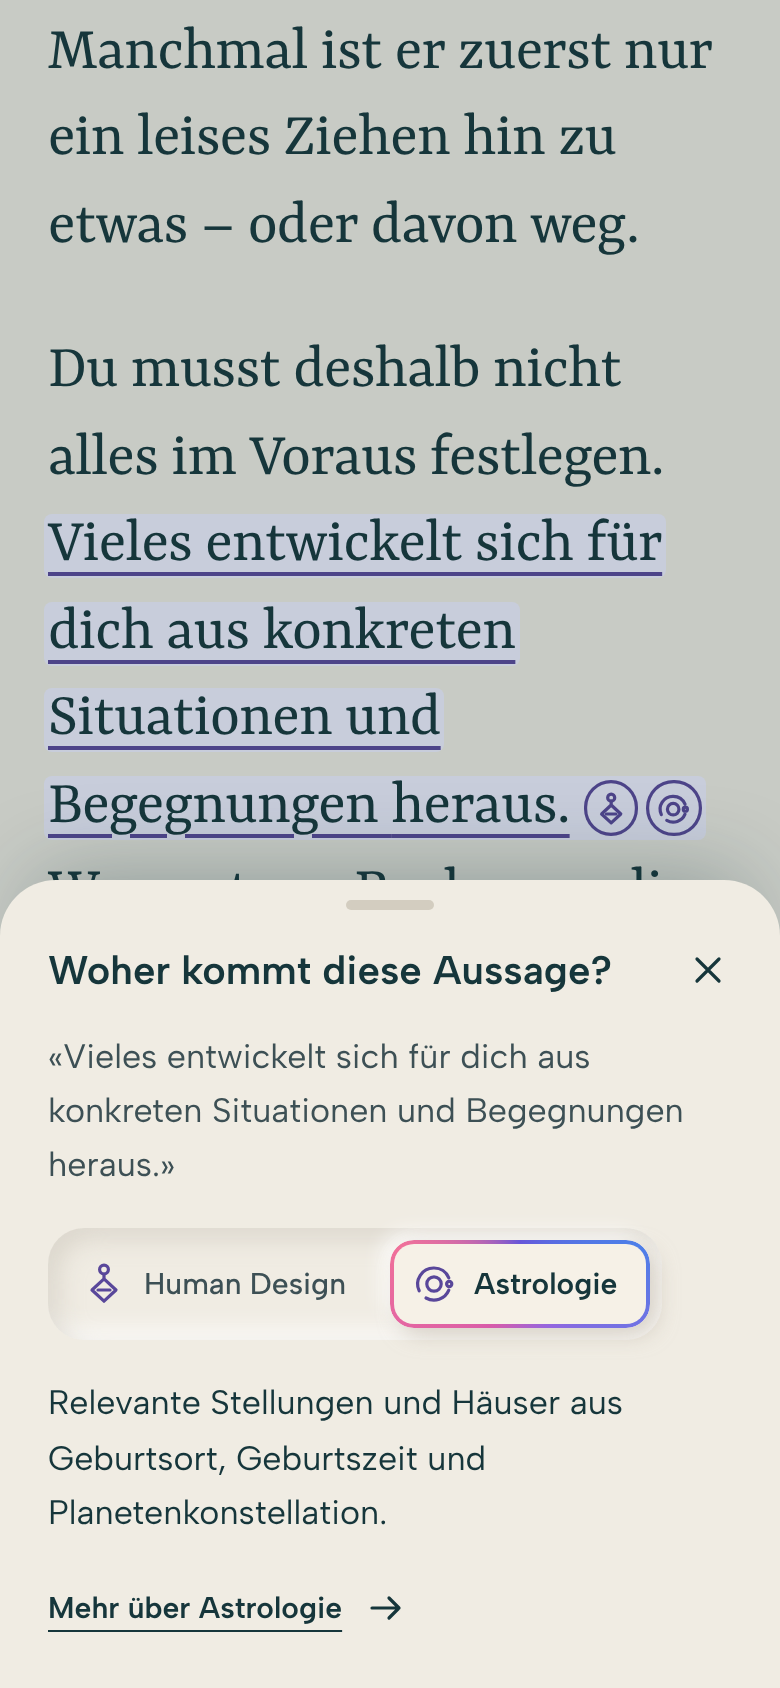 Manchmal ist er zuerst nur
ein leises Ziehen hin zu
etwas – oder davon weg.
Du musst deshalb nicht
alles im Voraus festlegen.
Vieles entwickelt sich für
dich aus konkreten
Situationen und
Begegnungen heraus.
Woher kommt diese Aussage?
«Vieles entwickelt sich für dich aus
konkreten Situationen und Begegnungen
heraus.»
Human Design
Astrologie
Relevante Stellungen und Häuser aus
Geburtsort, Geburtszeit und
Planetenkonstellation.
Mehr über Astrologie